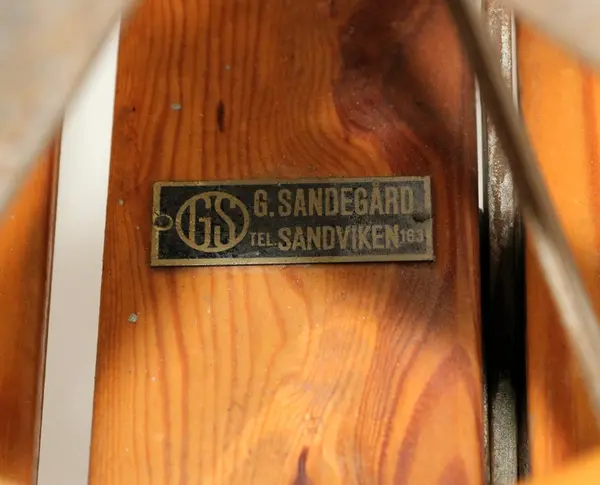 GS
G. SANDEGÅRD
TEL. SANDVIKEN 163